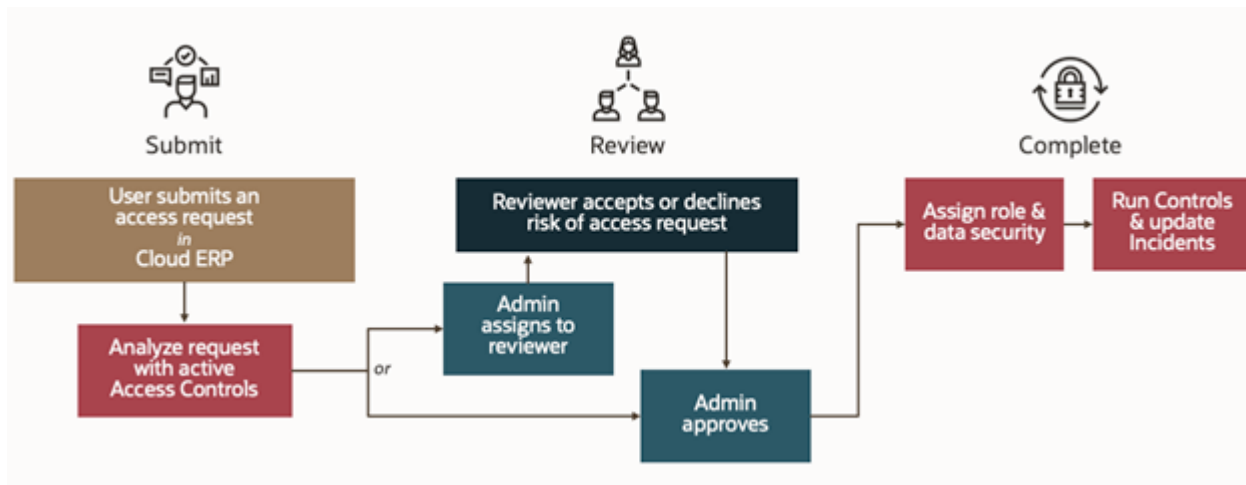 Submit
Review
Complete
User submits an
access request
in
Cloud ERP
Analyze request
with active
Access Controls
or
Admin
assigns to
reviewer
Reviewer accepts or declines
risk of access request
Admin
approves
Assign role &
data security
Run Controls
& update
Incidents